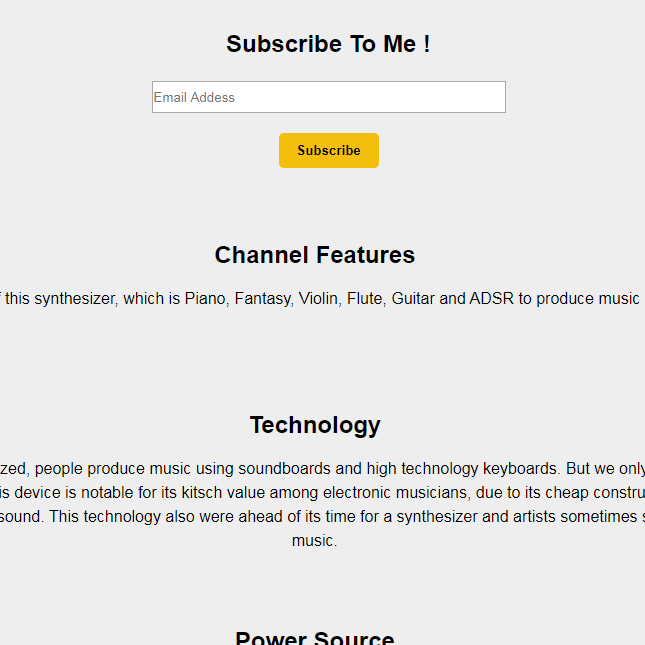 Subscribe To Me !
Email Addess
Subscribe
Channel Features
this synthesizer, which is Piano, Fantasy, Violin, Flute, Guitar and ADSR to produce music
Technology
zed, people produce music using soundboards and high technology keyboards. But we only
is device is notable for its kitsch value among electronic musicians, due to its cheap constru
sound. This technology also were ahead of its time for a synthesizer and artists sometimes s
music.
Power Source